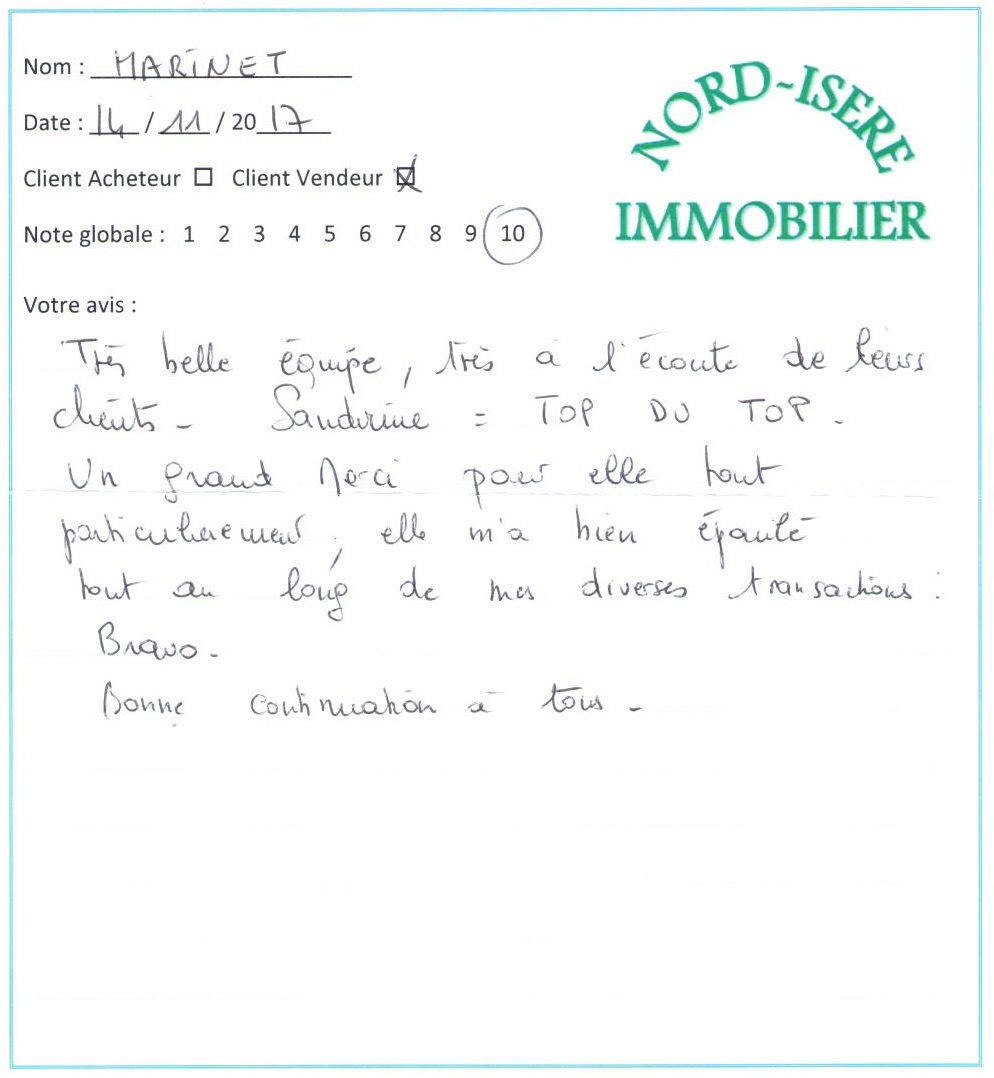 Nom : MARINET
Date : 14 / 11 / 2017
NORD-ISERE
IMMOBILIER
Client Acheteur ☐ Client Vendeur ☒
Note globale : 1 2 3 4 5 6 7 8 9 10
Votre avis :
Très belle équipe, très à l'écoute de leurs
clients - Sandrine = TOP DU TOP.
Un grand Merci pour elle tout
particulièrement, elle m'a bien épaulé
tout au long de mes diverses transactions :
Bravo -
Bonne continuation à tous -